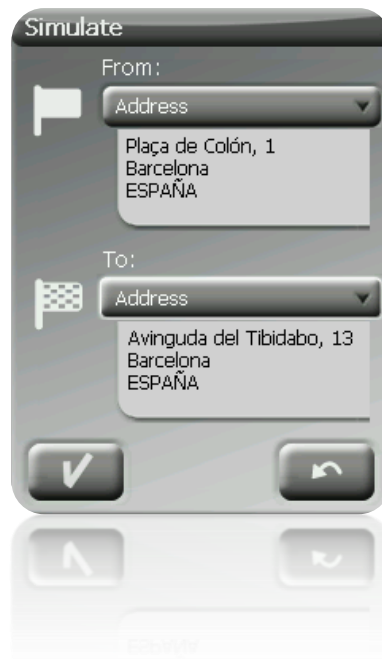 Simulate
From:
Address
Plaça de Colón, 1
Barcelona
ESPAÑA
To:
Address
Avinguda del Tibidabo, 13
Barcelona
ESPAÑA